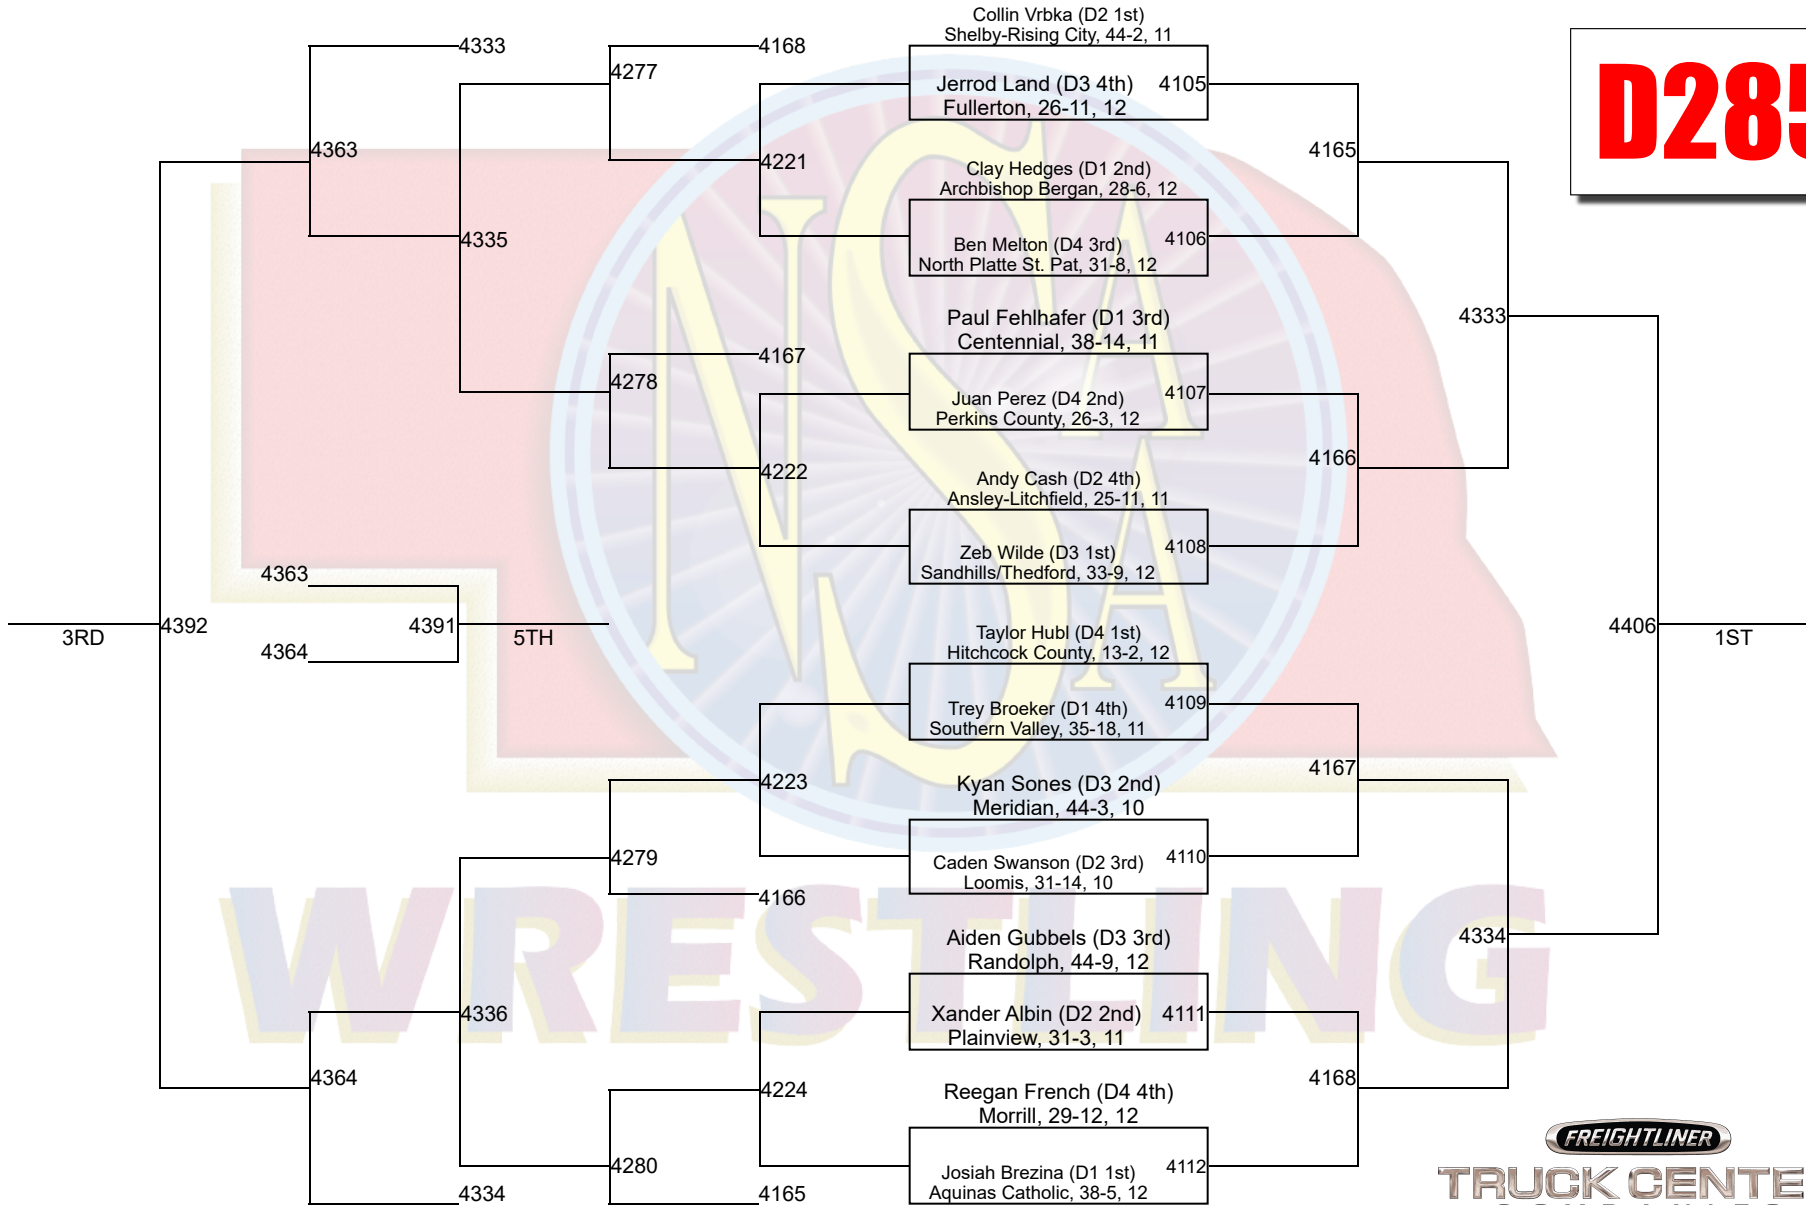 Collin Vrbka (D2 1st)
Shelby-Rising City, 44-2, 11
4333
4168
4277
D285
Jerrod Land (D3 4th) 4105
Fullerton, 26-11, 12
4363
4221
4165
Clay Hedges (D1 2nd)
Archbishop Bergan, 28-6, 12
4335
Ben Melton (D4 3rd) 4106
North Platte St. Pat, 31-8, 12
Paul Fehlhafer (D1 3rd)
Centennial, 38-14, 11
4333
4167
4278
Juan Perez (D4 2nd) 4107
Perkins County, 26-3, 12
4222
4166
Andy Cash (D2 4th)
Ansley-Litchfield, 25-11, 11
Zeb Wilde (D3 1st) 4108
Sandhills/Thedford, 33-9, 12
4363
3RD
4392
4391
5TH
4364
Taylor Hubl (D4 1st)
Hitchcock County, 13-2, 12
4406
1ST
Trey Broeker (D1 4th) 4109
Southern Valley, 35-18, 11
4223
4167
Kyan Sones (D3 2nd)
Meridian, 44-3, 10
4279
Caden Swanson (D2 3rd) 4110
Loomis, 31-14, 10
4166
Aiden Gubbels (D3 3rd)
Randolph, 44-9, 12
4334
4336
Xander Albin (D2 2nd) 4111
Plainview, 31-3, 11
4364
4224
4168
Reegan French (D4 4th)
Morrill, 29-12, 12
4280
Josiah Brezina (D1 1st) 4112
Aquinas Catholic, 38-5, 12
4334
4165
NSAA
WRESTLING
FREIGHTLINER
TRUCK CENTE